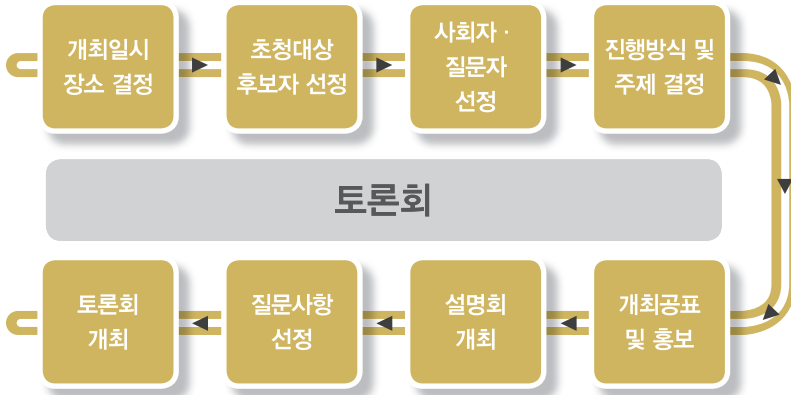 개최일시
장소 결정
초청대상
후보자 선정
사회자 ·
질문자
선정
진행방식 및
주제 결정
토론회
토론회
개최
질문사항
선정
설명회
개최
개최공표
및 홍보